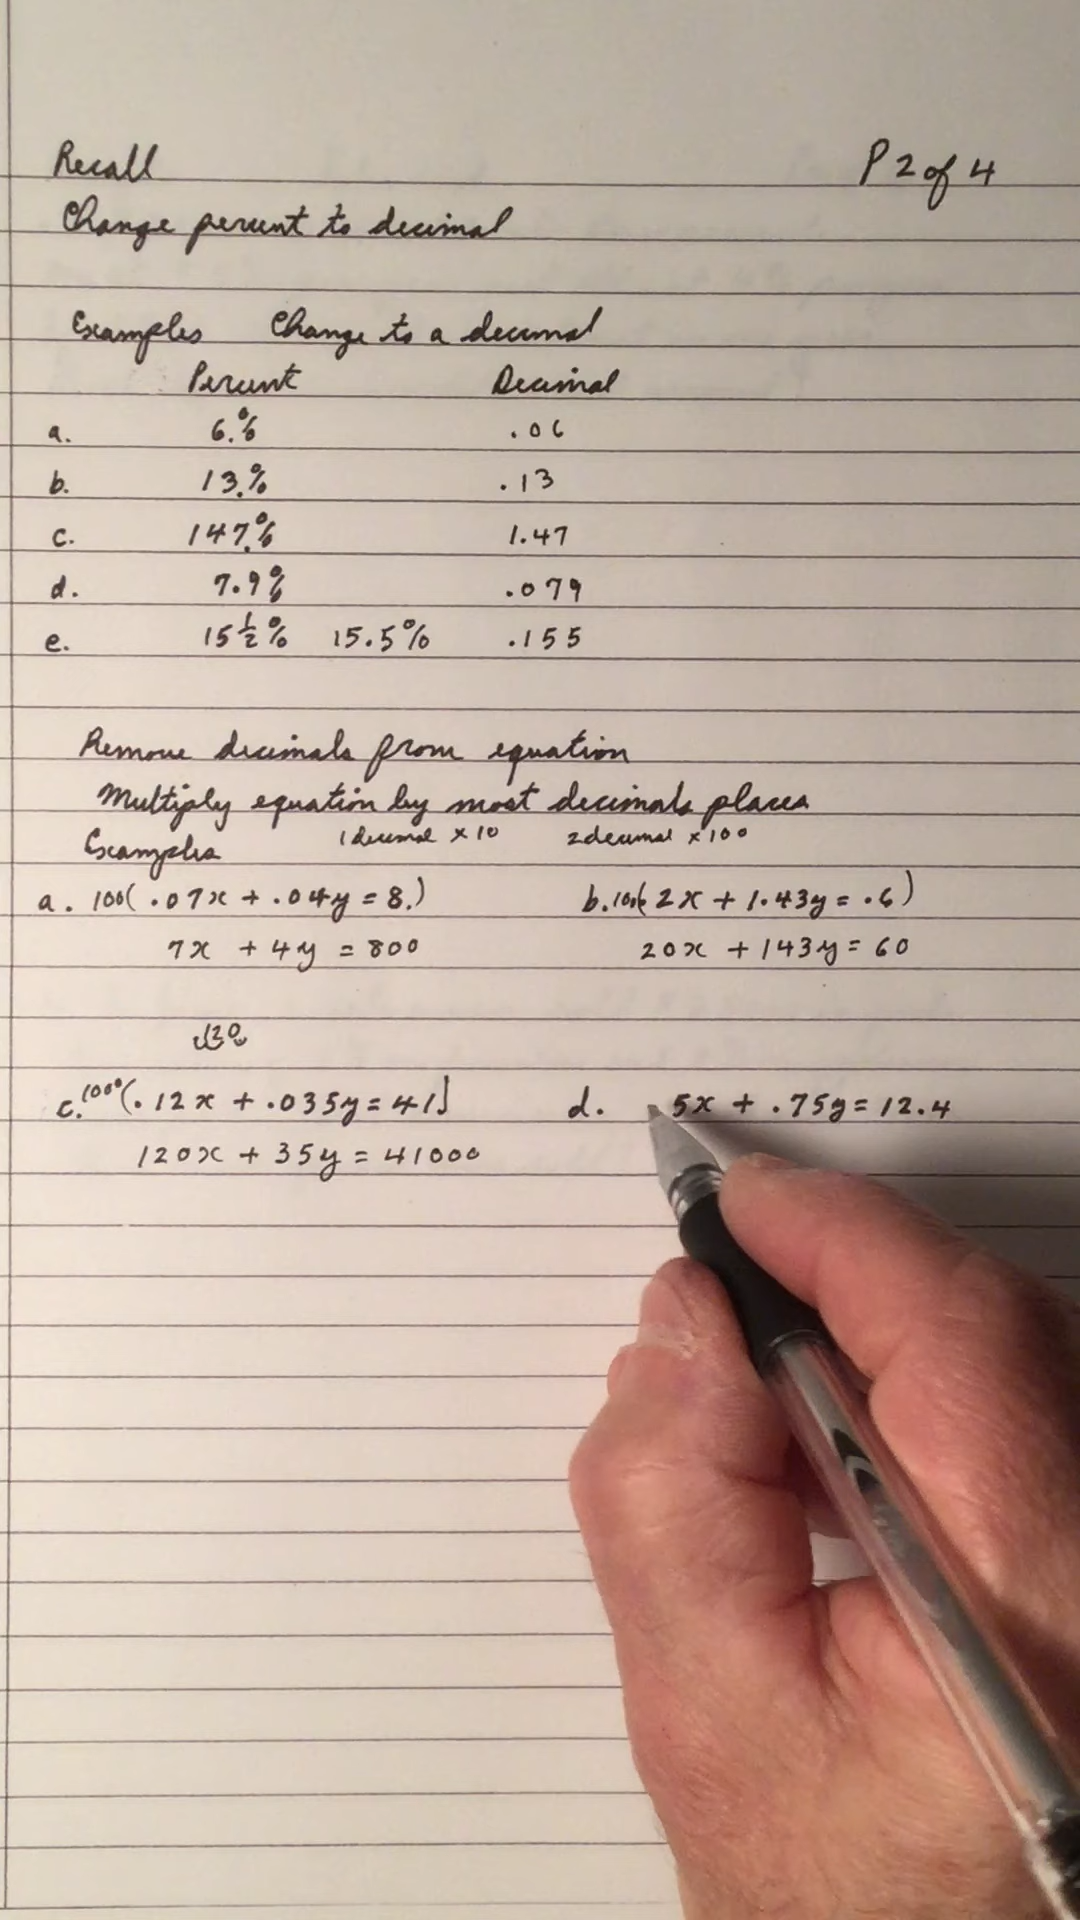 Recall P 2 of 4
Change percent to decimal
Examples Change to a decimal
Percent Decimal
a. 6.% .06
b. 13.% .13
c. 147.% 1.47
d. 7.9% .079
e. 15 1/2 % 15.5% .155
Remove decimals from equation
Multiply equation by most decimals places
Examples 1 decimal × 10 2 decimal × 100
a. 100( .07x + .04y = 8.) b. 100( 2x + 1.43y = .6)
7x + 4y = 800 20x + 143y = 60
120
c. 1000(.12x + .035y = 41) d. 5x + .75y = 12.4
120x + 35y = 41000